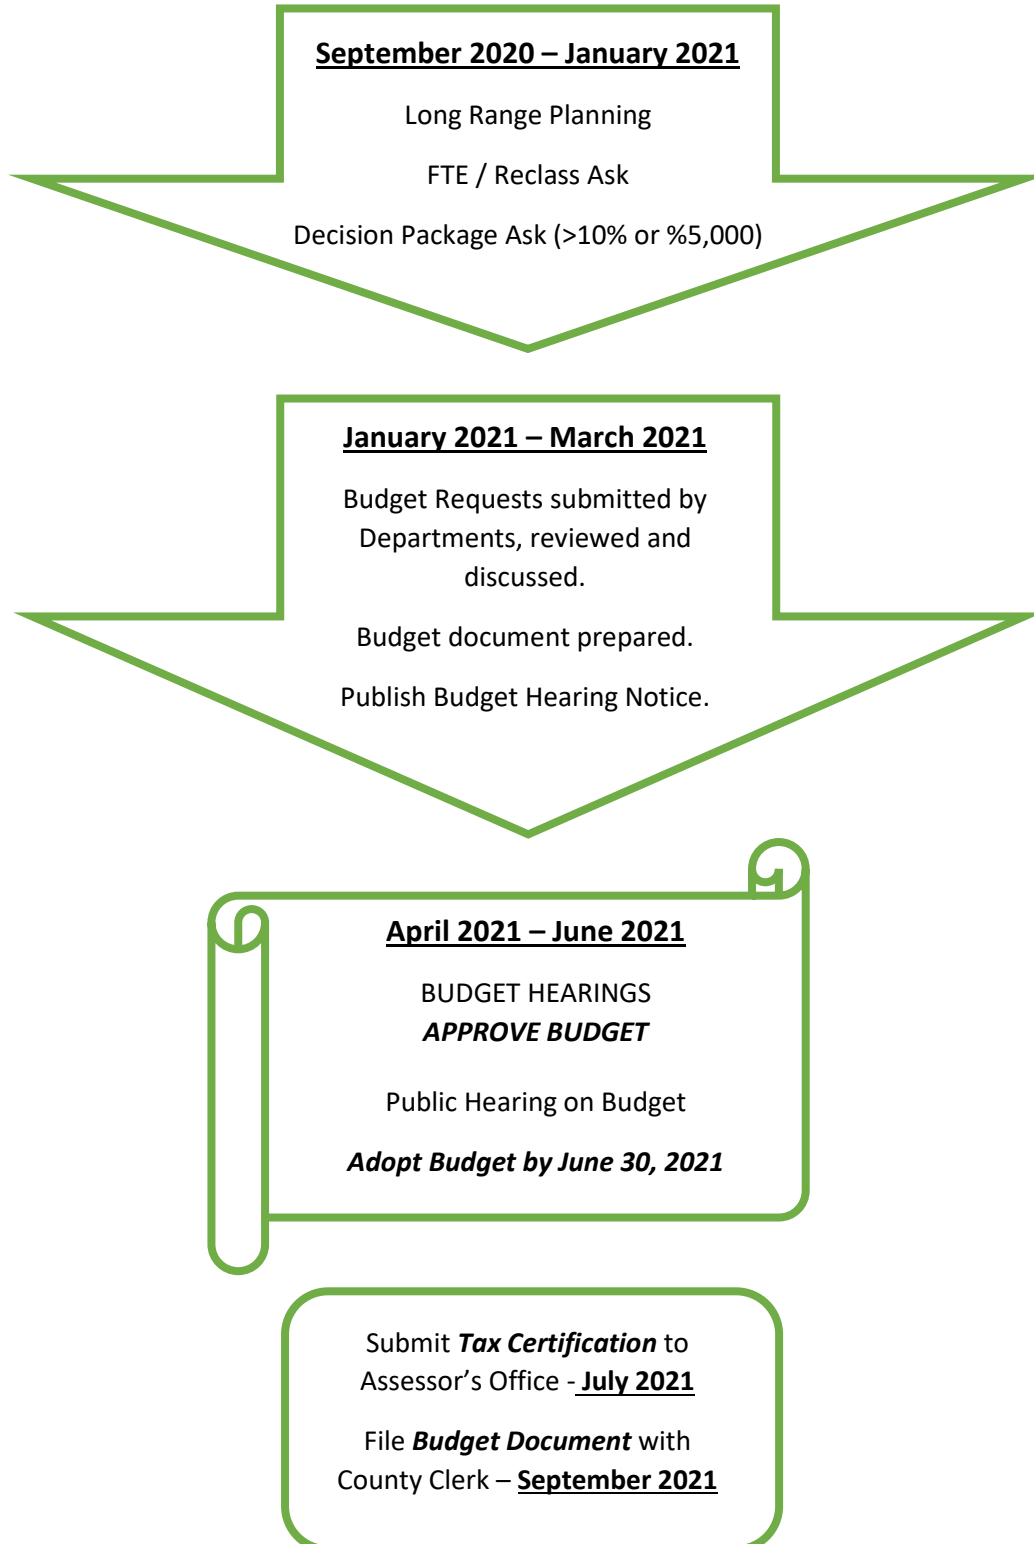 September 2020 – January 2021
Long Range Planning
FTE / Reclass Ask
Decision Package Ask (>10% or %5,000)
January 2021 – March 2021
Budget Requests submitted by
Departments, reviewed and
discussed.
Budget document prepared.
Publish Budget Hearing Notice.
April 2021 – June 2021
BUDGET HEARINGS
APPROVE BUDGET
Public Hearing on Budget
Adopt Budget by June 30, 2021
Submit Tax Certification to
Assessor’s Office - July 2021
File Budget Document with
County Clerk – September 2021